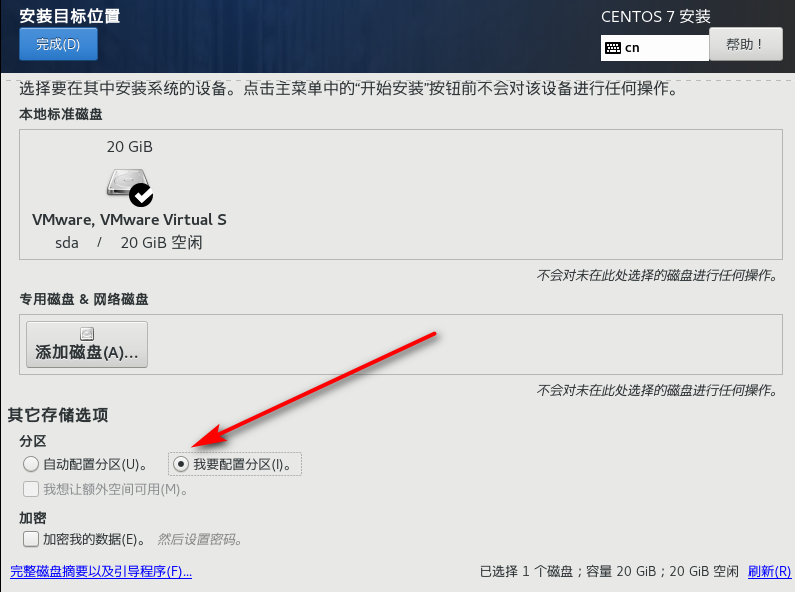 安装目标位置
CENTOS 7 安装
完成(D)
cn
帮助！
选择要在其中安装系统的设备。点击主菜单中的“开始安装”按钮前不会对该设备进行任何操作。
本地标准磁盘
20 GiB
VMware, VMware Virtual S
sda / 20 GiB 空闲
不会对未在此处选择的磁盘进行任何操作。
专用磁盘 & 网络磁盘
添加磁盘(A)...
不会对未在此处选择的磁盘进行任何操作。
其它存储选项
分区
自动配置分区(U)。 我要配置分区(I)。
我想让额外空间可用(M)。
加密
加密我的数据(E)。 然后设置密码。
完整磁盘摘要以及引导程序(F)... 已选择 1 个磁盘；容量 20 GiB；20 GiB 空闲 刷新(R)